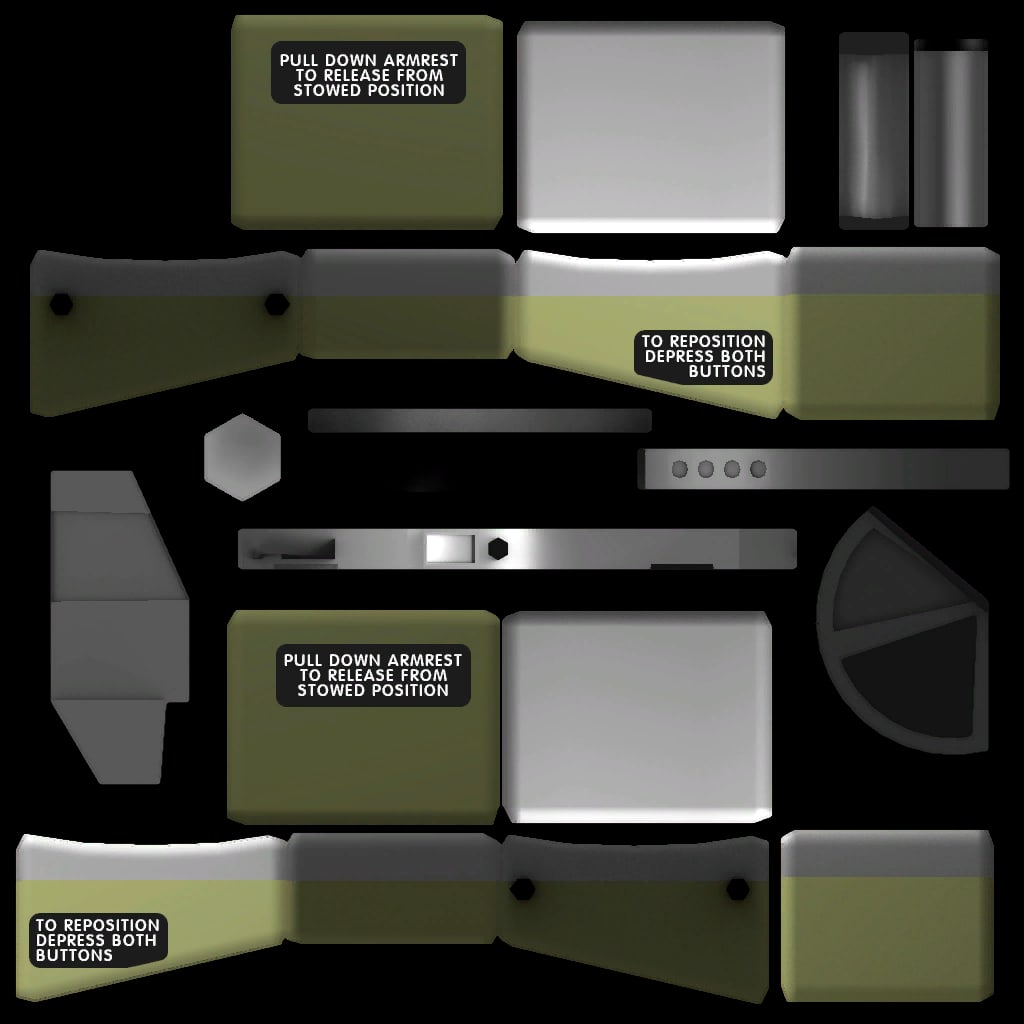 PULL DOWN ARMREST
TO RELEASE FROM
STOWED POSITION
TO REPOSITION
DEPRESS BOTH
BUTTONS
PULL DOWN ARMREST
TO RELEASE FROM
STOWED POSITION
TO REPOSITION
DEPRESS BOTH
BUTTONS